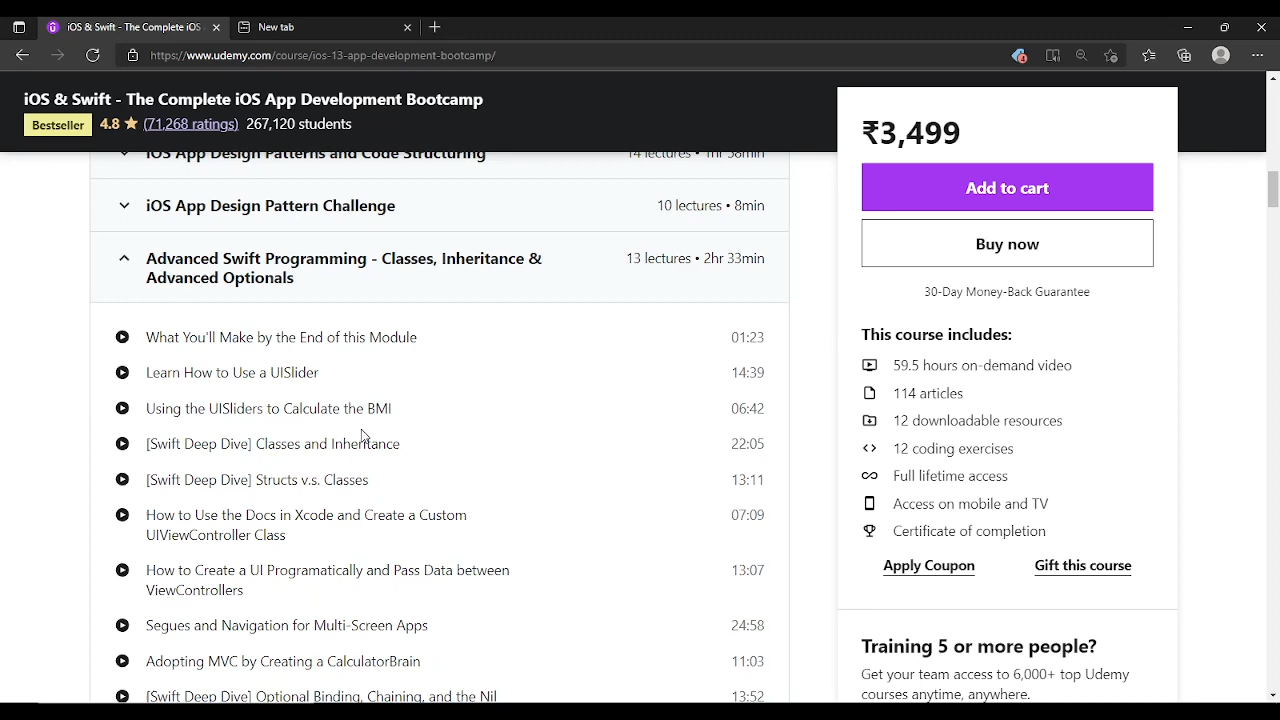 iOS & Swift - The Complete iOS
New tab
https://www.udemy.com/course/ios-13-app-development-bootcamp/
iOS & Swift - The Complete iOS App Development Bootcamp
Bestseller 4.8 ★ (71,268 ratings) 267,120 students
iOS App Design Patterns and Code Structuring 14 lectures • 1hr 38min
iOS App Design Pattern Challenge 10 lectures • 8min
Advanced Swift Programming - Classes, Inheritance & 13 lectures • 2hr 33min
Advanced Optionals
What You'll Make by the End of this Module 01:23
Learn How to Use a UISlider 14:39
Using the UISliders to Calculate the BMI 06:42
[Swift Deep Dive] Classes and Inheritance 22:05
[Swift Deep Dive] Structs v.s. Classes 13:11
How to Use the Docs in Xcode and Create a Custom 07:09
UIViewController Class
How to Create a UI Programatically and Pass Data between 13:07
ViewControllers
Segues and Navigation for Multi-Screen Apps 24:58
Adopting MVC by Creating a CalculatorBrain 11:03
[Swift Deep Dive] Optional Binding, Chaining, and the Nil 13:52
₹3,499
Add to cart
Buy now
30-Day Money-Back Guarantee
This course includes:
59.5 hours on-demand video
114 articles
12 downloadable resources
12 coding exercises
Full lifetime access
Access on mobile and TV
Certificate of completion
Apply Coupon Gift this course
Training 5 or more people?
Get your team access to 6,000+ top Udemy
courses anytime, anywhere.